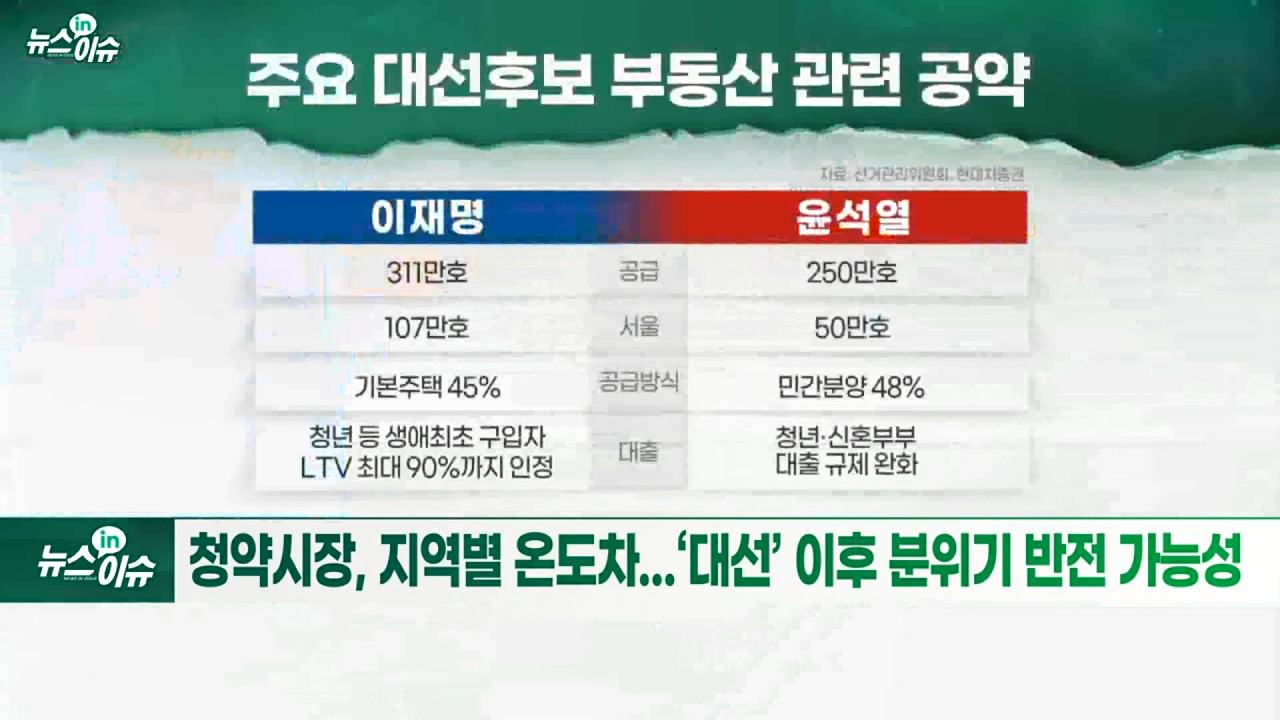 뉴스in이슈
주요 대선후보 부동산 관련 공약
자료: 선거관리위원회, 현대차증권
이재명 윤석열
311만호 공급 250만호
107만호 서울 50만호
기본주택 45% 공급방식 민간분양 48%
청년 등 생애최초 구입자 청년·신혼부부
LTV 최대 90%까지 인정 대출 대출 규제 완화
뉴스in이슈
NEWS IN ISSUE
청약시장, 지역별 온도차...‘대선’ 이후 분위기 반전 가능성